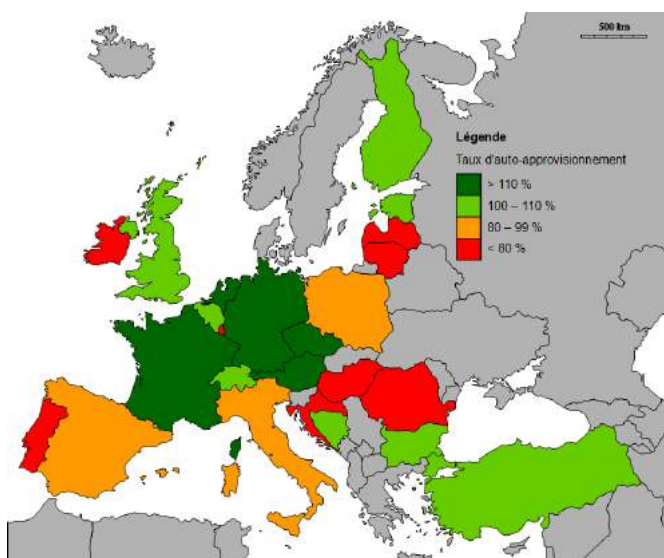 500 km
Légende
Taux d'auto-approvisionnement
> 110 %
100 – 110 %
80 – 99 %
< 80 %